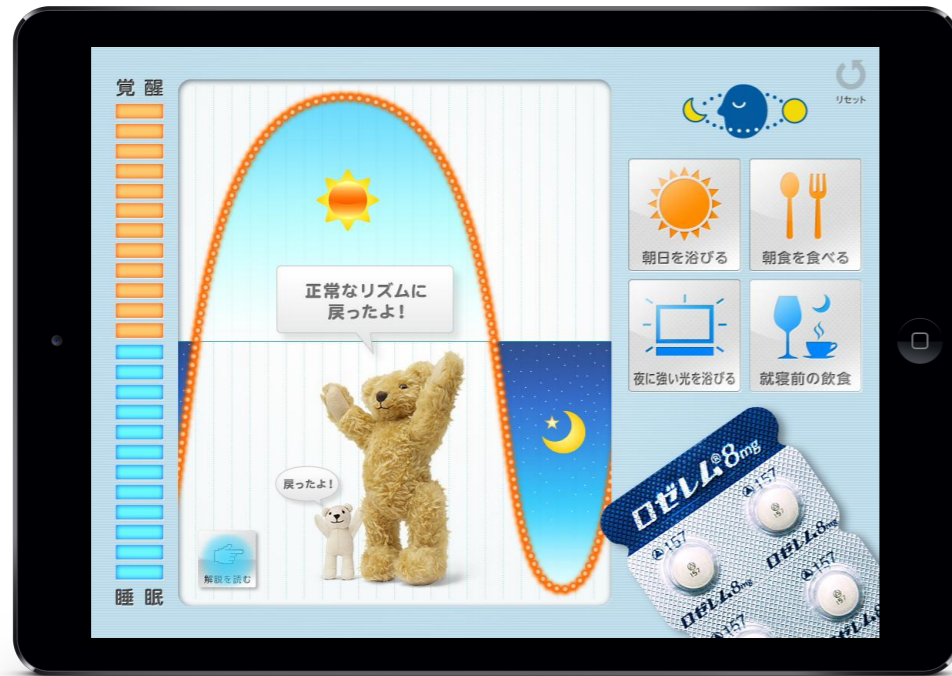 覚醒
リセット
朝日を浴びる
朝食を食べる
正常なリズムに
戻ったよ！
夜に強い光を浴びる
就寝前の飲食
戻ったよ！
解説を読む
睡眠
ロゼレム®8mg
157
157
ロゼレム8mg
157
ロゼレム8mg
157